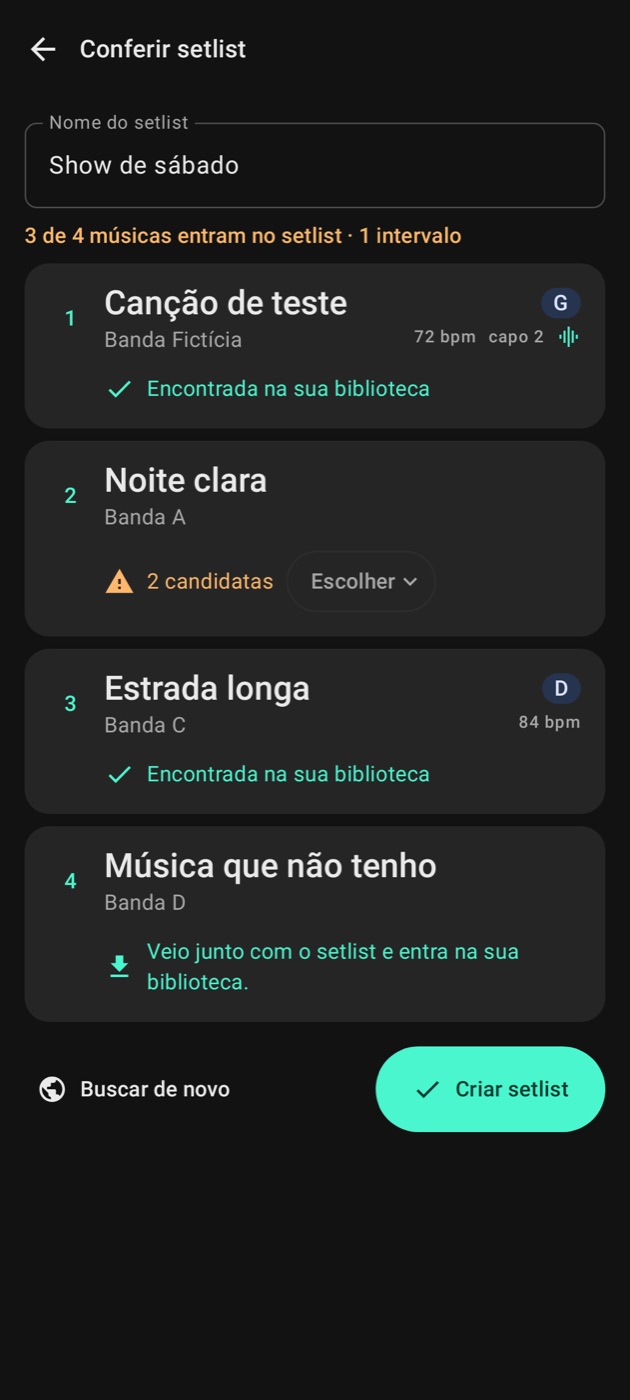 Conferir setlist
Nome do setlist
Show de sábado
3 de 4 músicas entram no setlist · 1 intervalo
1
Canção de teste
G
Banda Fictícia
72 bpm capo 2
Encontrada na sua biblioteca
2
Noite clara
Banda A
2 candidatas
Escolher
3
Estrada longa
D
Banda C
84 bpm
Encontrada na sua biblioteca
4
Música que não tenho
Banda D
Veio junto com o setlist e entra na sua
biblioteca.
Buscar de novo
Criar setlist